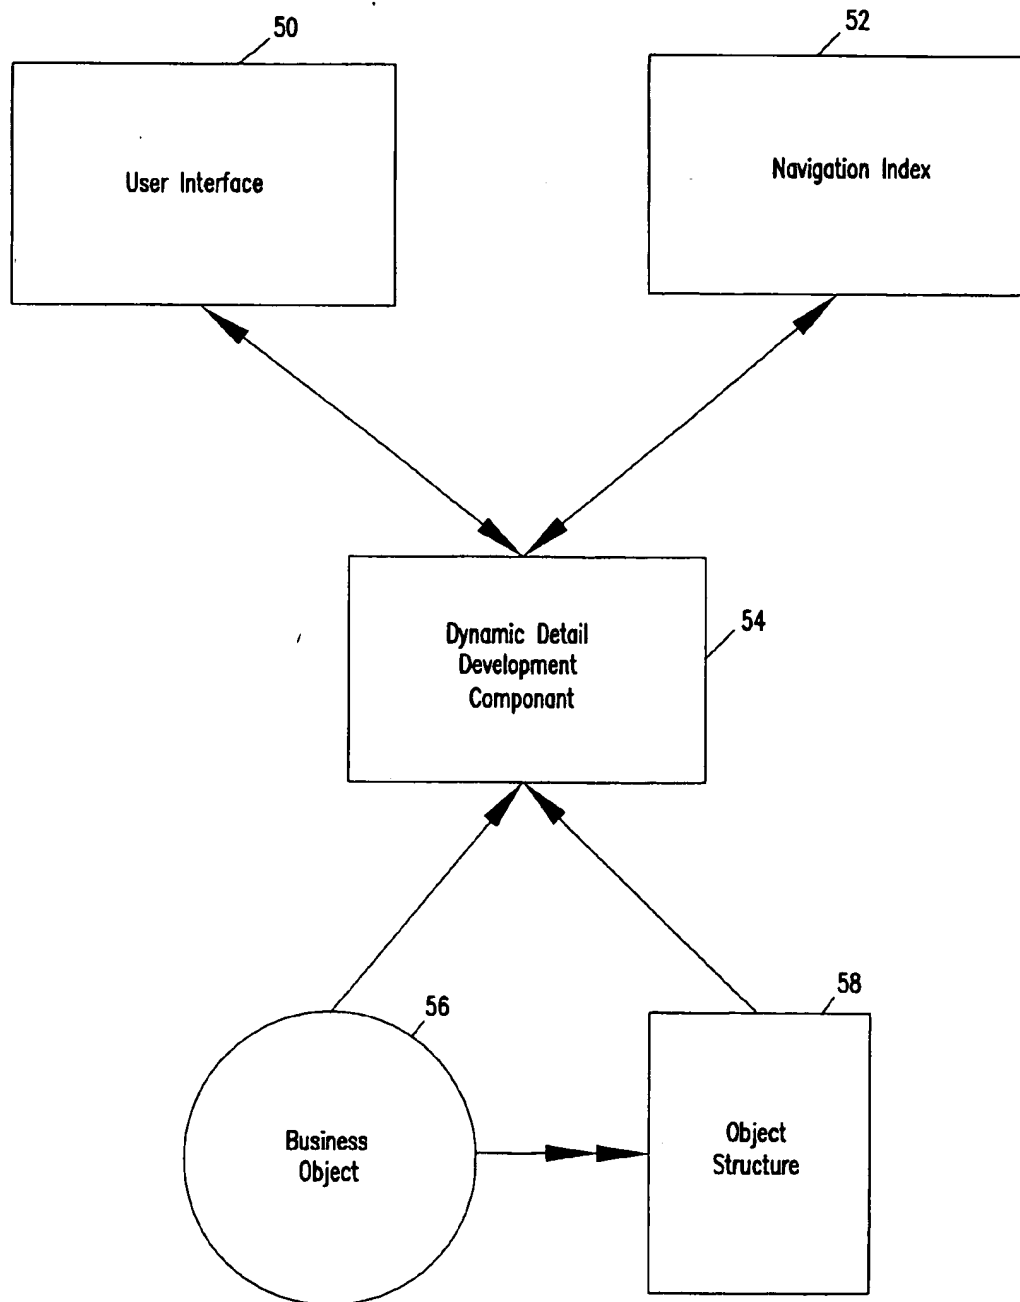 50
52
User Interface
Navigation Index
54
Dynamic Detail
Development
Componant
56
58
Business
Object
Object
Structure